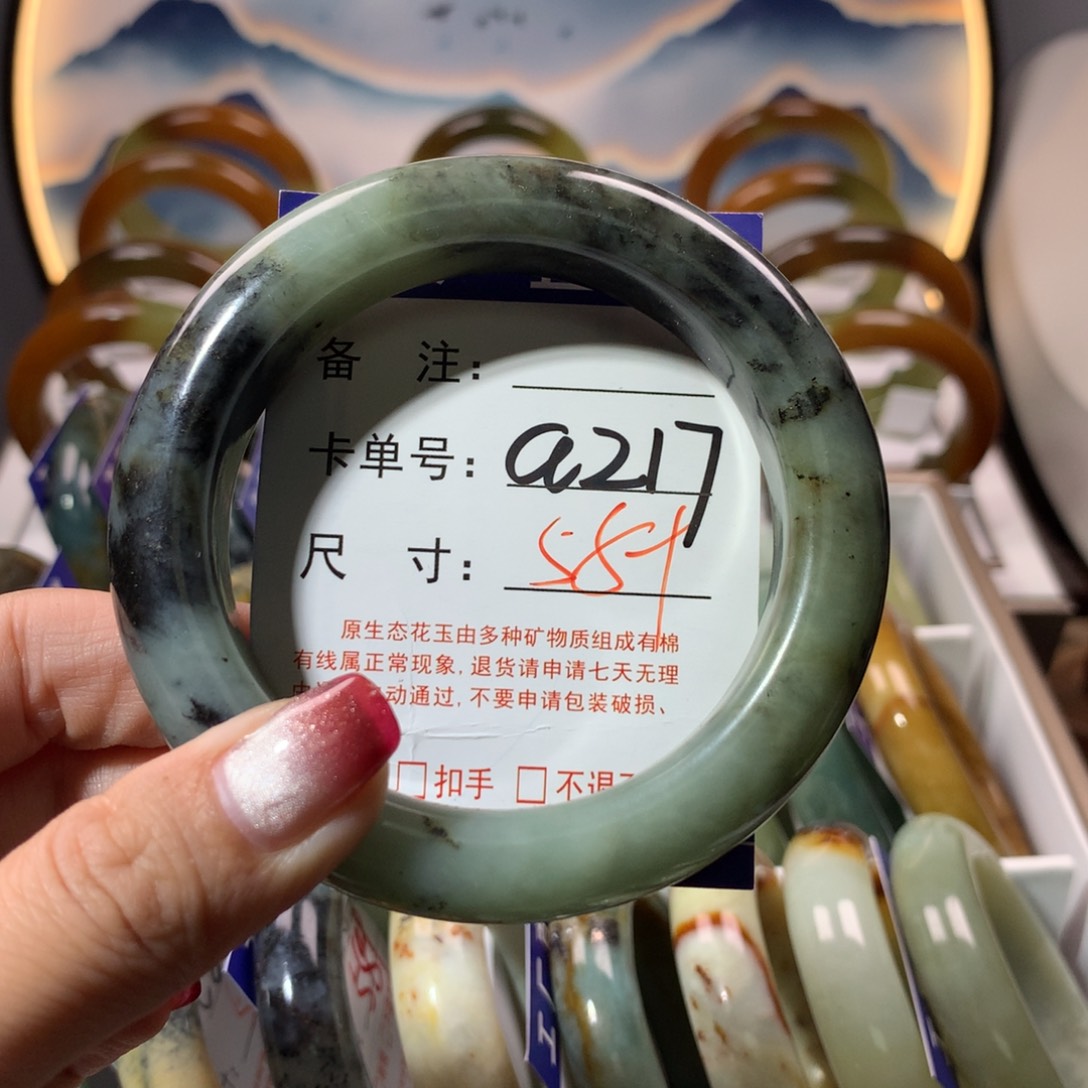 备 注：
卡单号：a217
尺 寸：
原生态花玉由多种矿物质组成有棉
有线属正常现象，退货请申请七天无理
动通过，不要申请包装破损、
□扣手 □不退